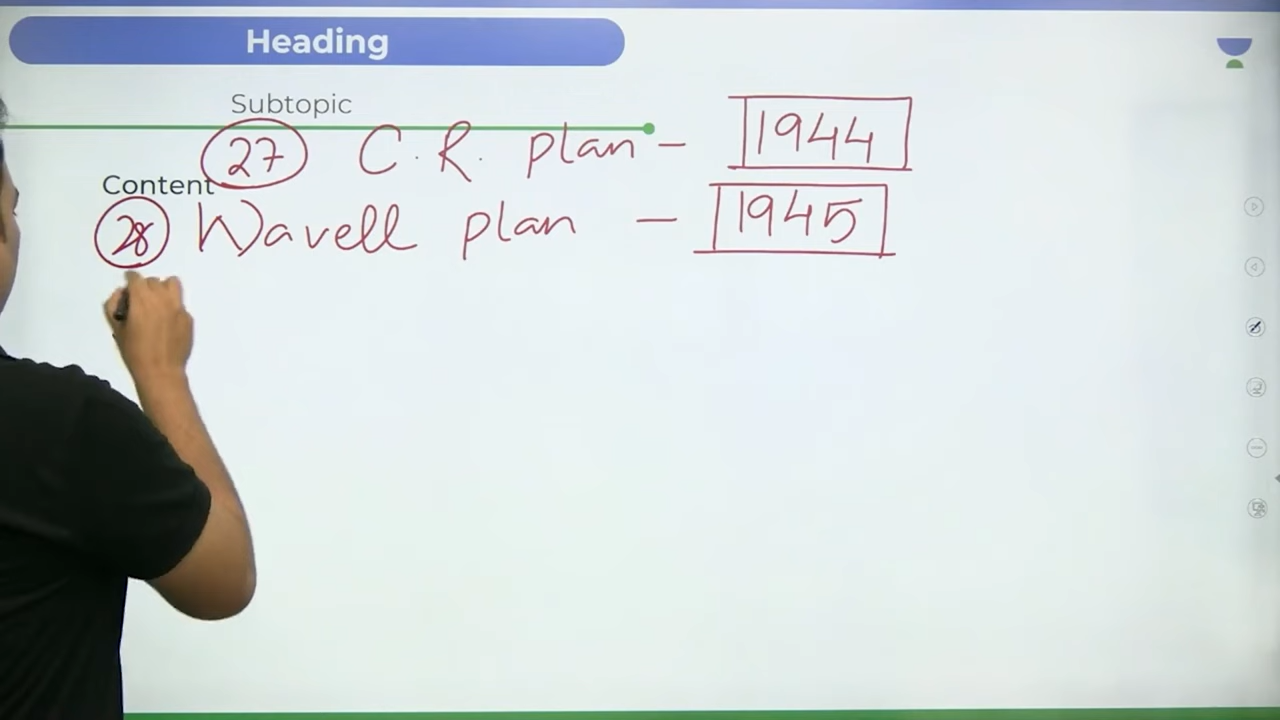 Heading
Subtopic
27 C.R. plan - 1944
Content
28 Wavell plan - 1945